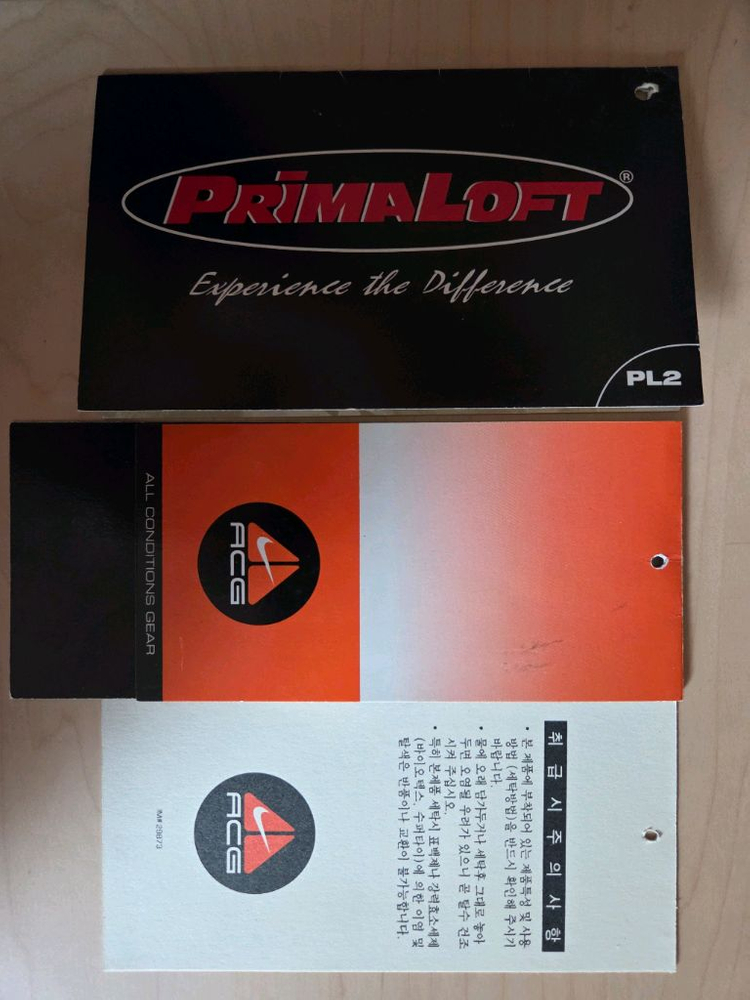 PRIMALOFT®
Experience the Difference
PL2
ALL CONDITIONS GEAR
ACG
취급시주의사항
• 본 제품에 부착되어 있는 제품특성 및 사용
방법 (세탁방법)을 반드시 확인해 주시기
바랍니다.
• 물에 오래 담가두거나 세탁후 그대로 놓아
두면 오염될 우려가 있으니 곧 탈수 건조
시켜 주십시오.
• 특히 본제품 세탁시 표백제나 강력효소세제
(바이오텍스, 수퍼타이)에 의한 이염 및
탈색은 반품이나 교환이 불가능합니다.
ACG
IM# 29873